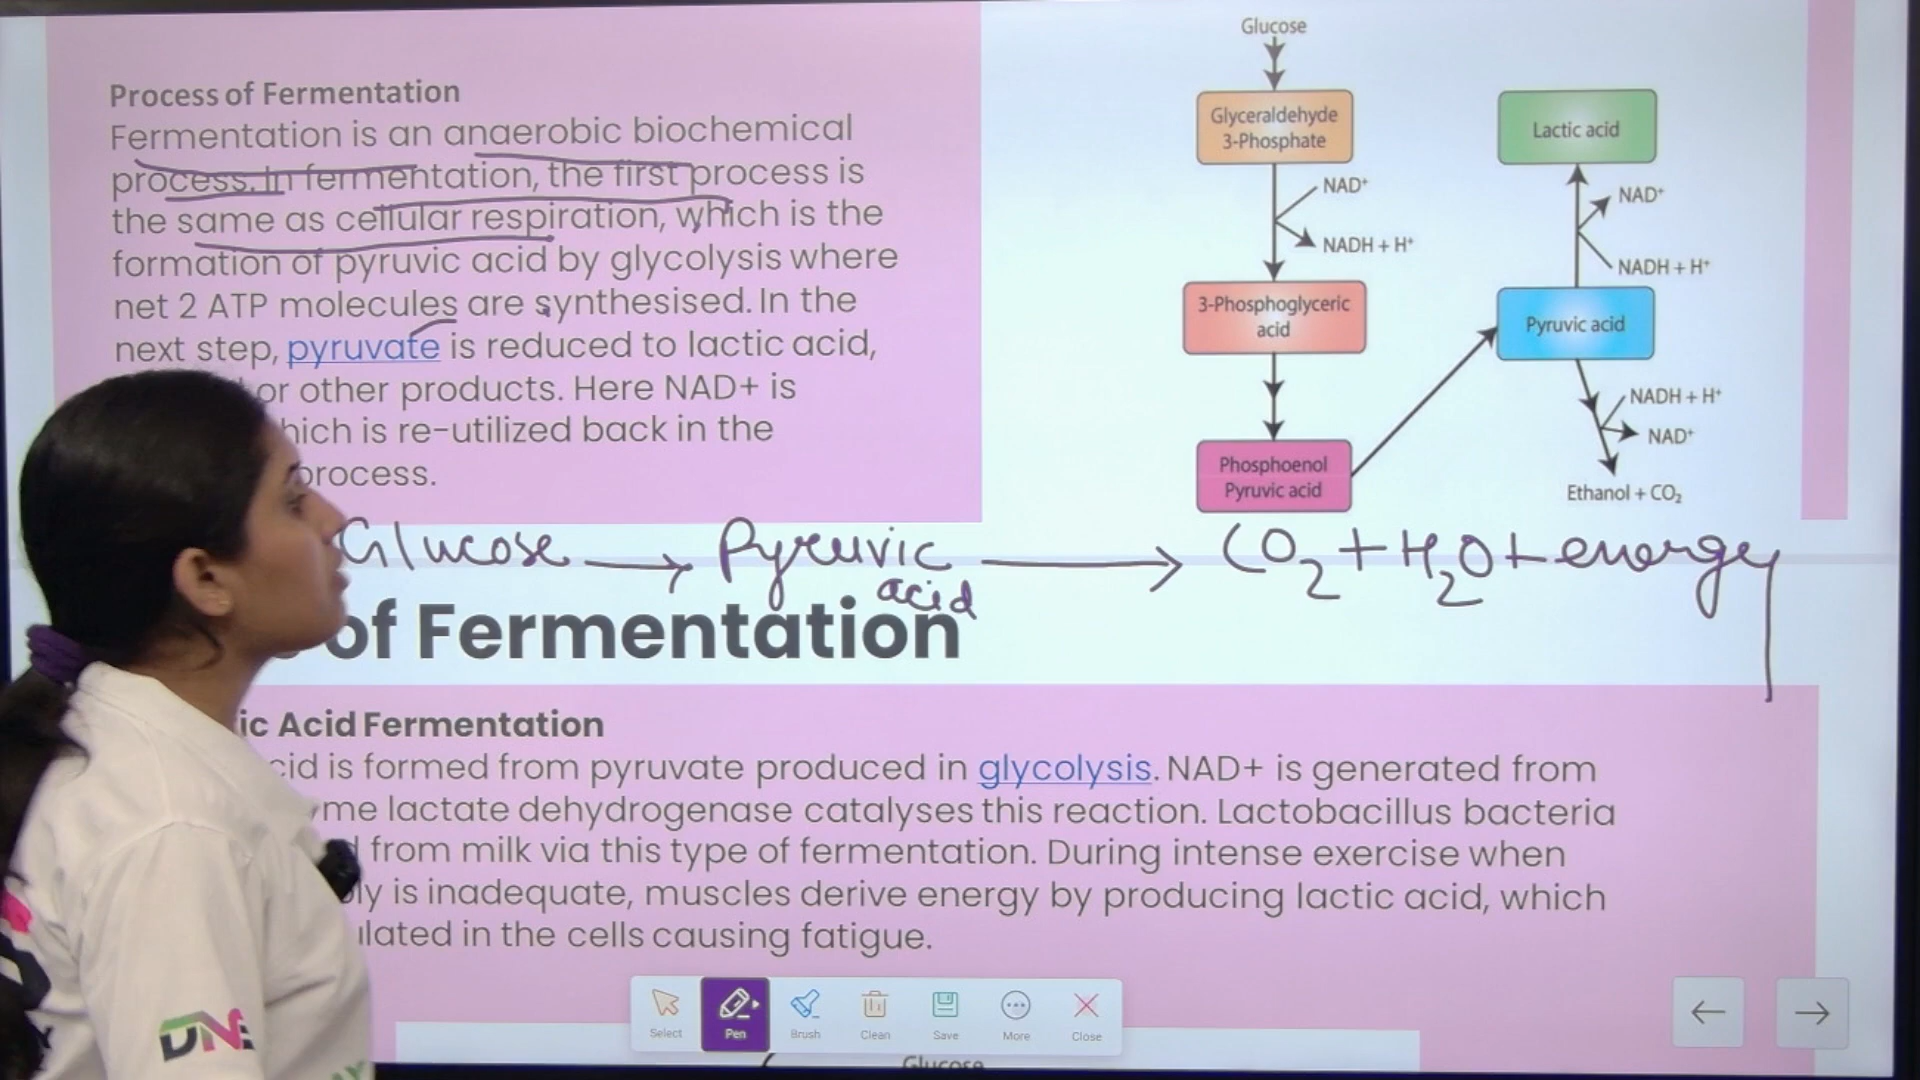 Process of Fermentation
Fermentation is an anaerobic biochemical
process. In fermentation, the first process is
the same as cellular respiration, which is the
formation of pyruvic acid by glycolysis where
net 2 ATP molecules are synthesised. In the
next step, pyruvate is reduced to lactic acid,
or other products. Here NAD+ is
hich is re-utilized back in the
process.
Glucose
Glyceraldehyde
3-Phosphate
NAD⁺
NADH + H⁺
3-Phosphoglyceric
acid
Phosphoenol
Pyruvic acid
Lactic acid
NAD⁺
NADH + H⁺
Pyruvic acid
NADH + H⁺
NAD⁺
Ethanol + CO₂
Glucose → Pyruvic acid → CO₂ + H₂O + energy
of Fermentation
ic Acid Fermentation
cid is formed from pyruvate produced in glycolysis. NAD+ is generated from
yme lactate dehydrogenase catalyses this reaction. Lactobacillus bacteria
from milk via this type of fermentation. During intense exercise when
ly is inadequate, muscles derive energy by producing lactic acid, which
ulated in the cells causing fatigue.
Select
Pen
Brush
Clean
Save
More
Close
Glucose